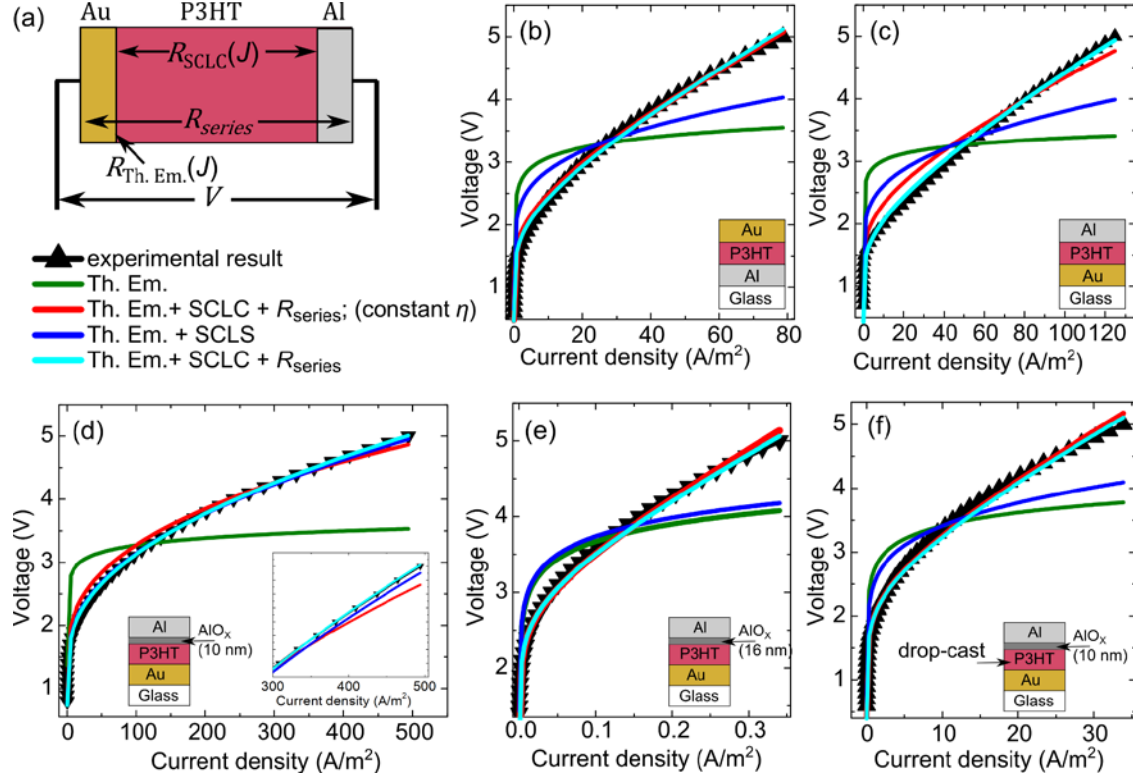 (a)
Au
P3HT
Al
R_SCLC(J)
R_series
R_Th. Em.(J)
V
experimental result
Th. Em.
Th. Em.+ SCLC + R_series; (constant η)
Th. Em. + SCLS
Th. Em.+ SCLC + R_series
(b)
Voltage (V)
5
4
3
2
1
0 20 40 60 80
Current density (A/m²)
Au
P3HT
Al
Glass
(c)
Voltage (V)
5
4
3
2
1
0 20 40 60 80 100 120
Current density (A/m²)
Al
P3HT
Au
Glass
(d)
Voltage (V)
5
4
3
2
1
0 100 200 300 400 500
Current density (A/m²)
Al
AlOₓ
(10 nm)
P3HT
Au
Glass
300 400 500
Current density (A/m²)
(e)
Voltage (V)
5
4
3
2
0.0 0.1 0.2 0.3
Current density (A/m²)
Al
AlOₓ
(16 nm)
P3HT
Au
Glass
(f)
Voltage (V)
5
4
3
2
1
0 10 20 30
Current density (A/m²)
Al
AlOₓ
(10 nm)
drop-cast
P3HT
Au
Glass